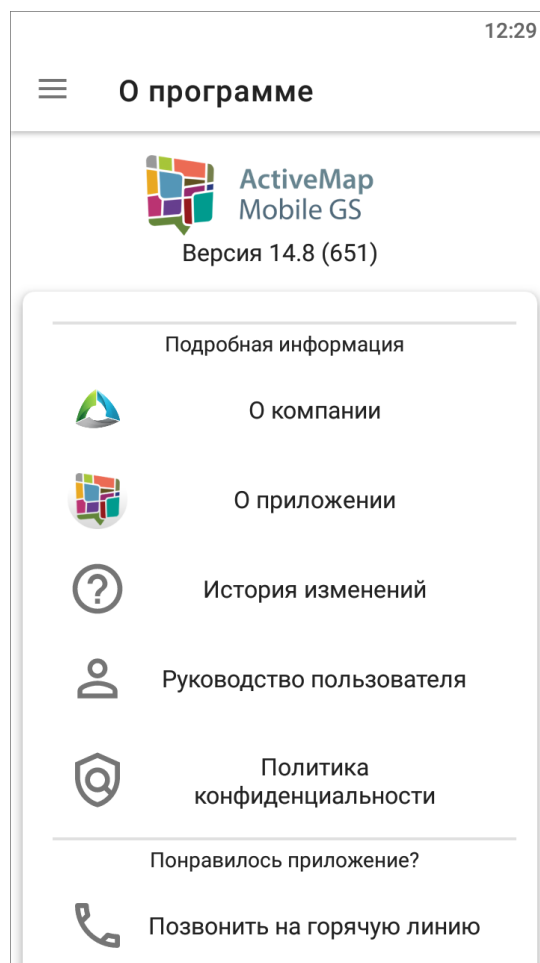 12:29
О программе
ActiveMap
Mobile GS
Версия 14.8 (651)
Подробная информация
О компании
О приложении
История изменений
Руководство пользователя
Политика
конфиденциальности
Понравилось приложение?
Позвонить на горячую линию